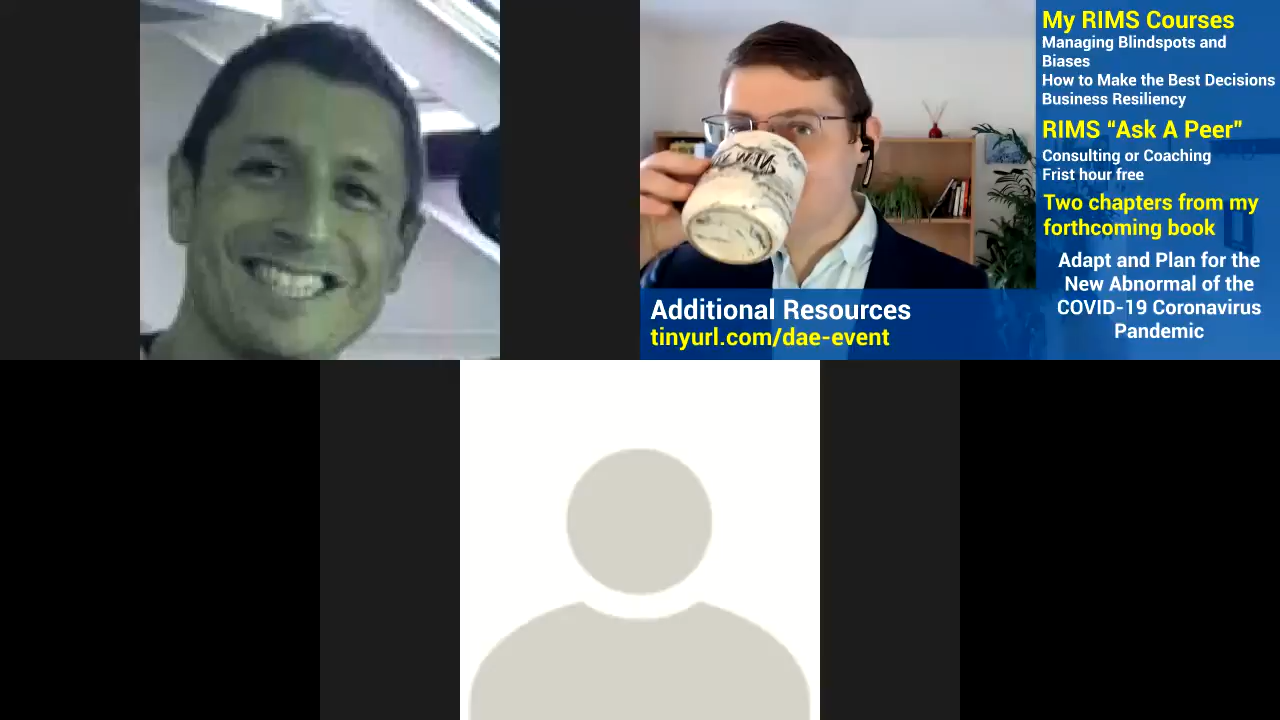 My RIMS Courses
Managing Blindspots and
Biases
How to Make the Best Decisions
Business Resiliency
RIMS “Ask A Peer”
Consulting or Coaching
Frist hour free
Two chapters from my
forthcoming book
Adapt and Plan for the
New Abnormal of the
COVID-19 Coronavirus
Pandemic
Additional Resources
tinyurl.com/dae-event